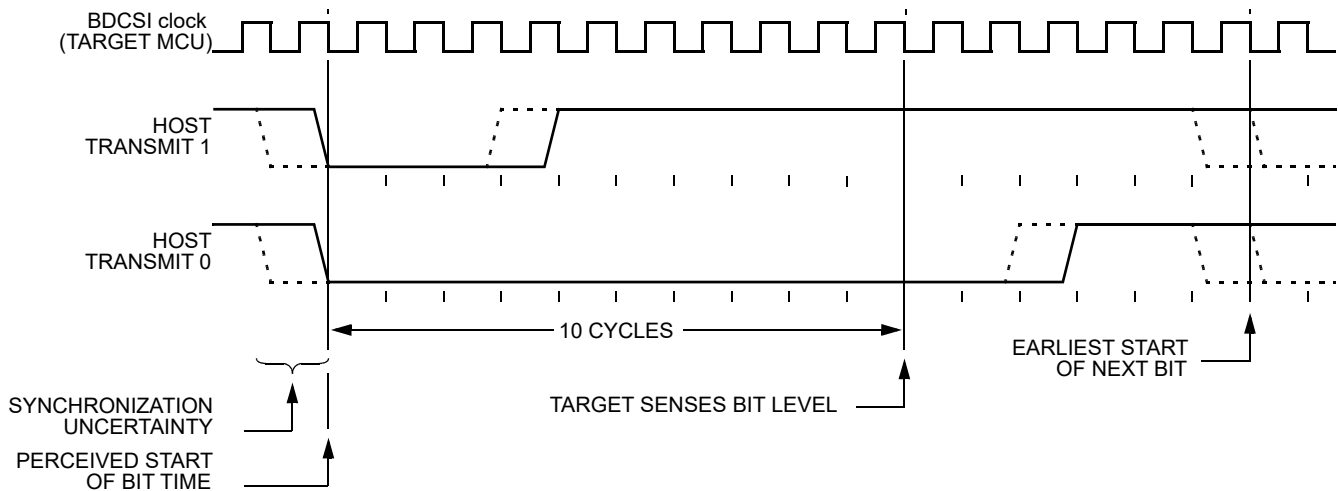 BDCSI clock
(TARGET MCU)
HOST
TRANSMIT 1
HOST
TRANSMIT 0
10 CYCLES
EARLIEST START
OF NEXT BIT
TARGET SENSES BIT LEVEL
SYNCHRONIZATION
UNCERTAINTY
PERCEIVED START
OF BIT TIME